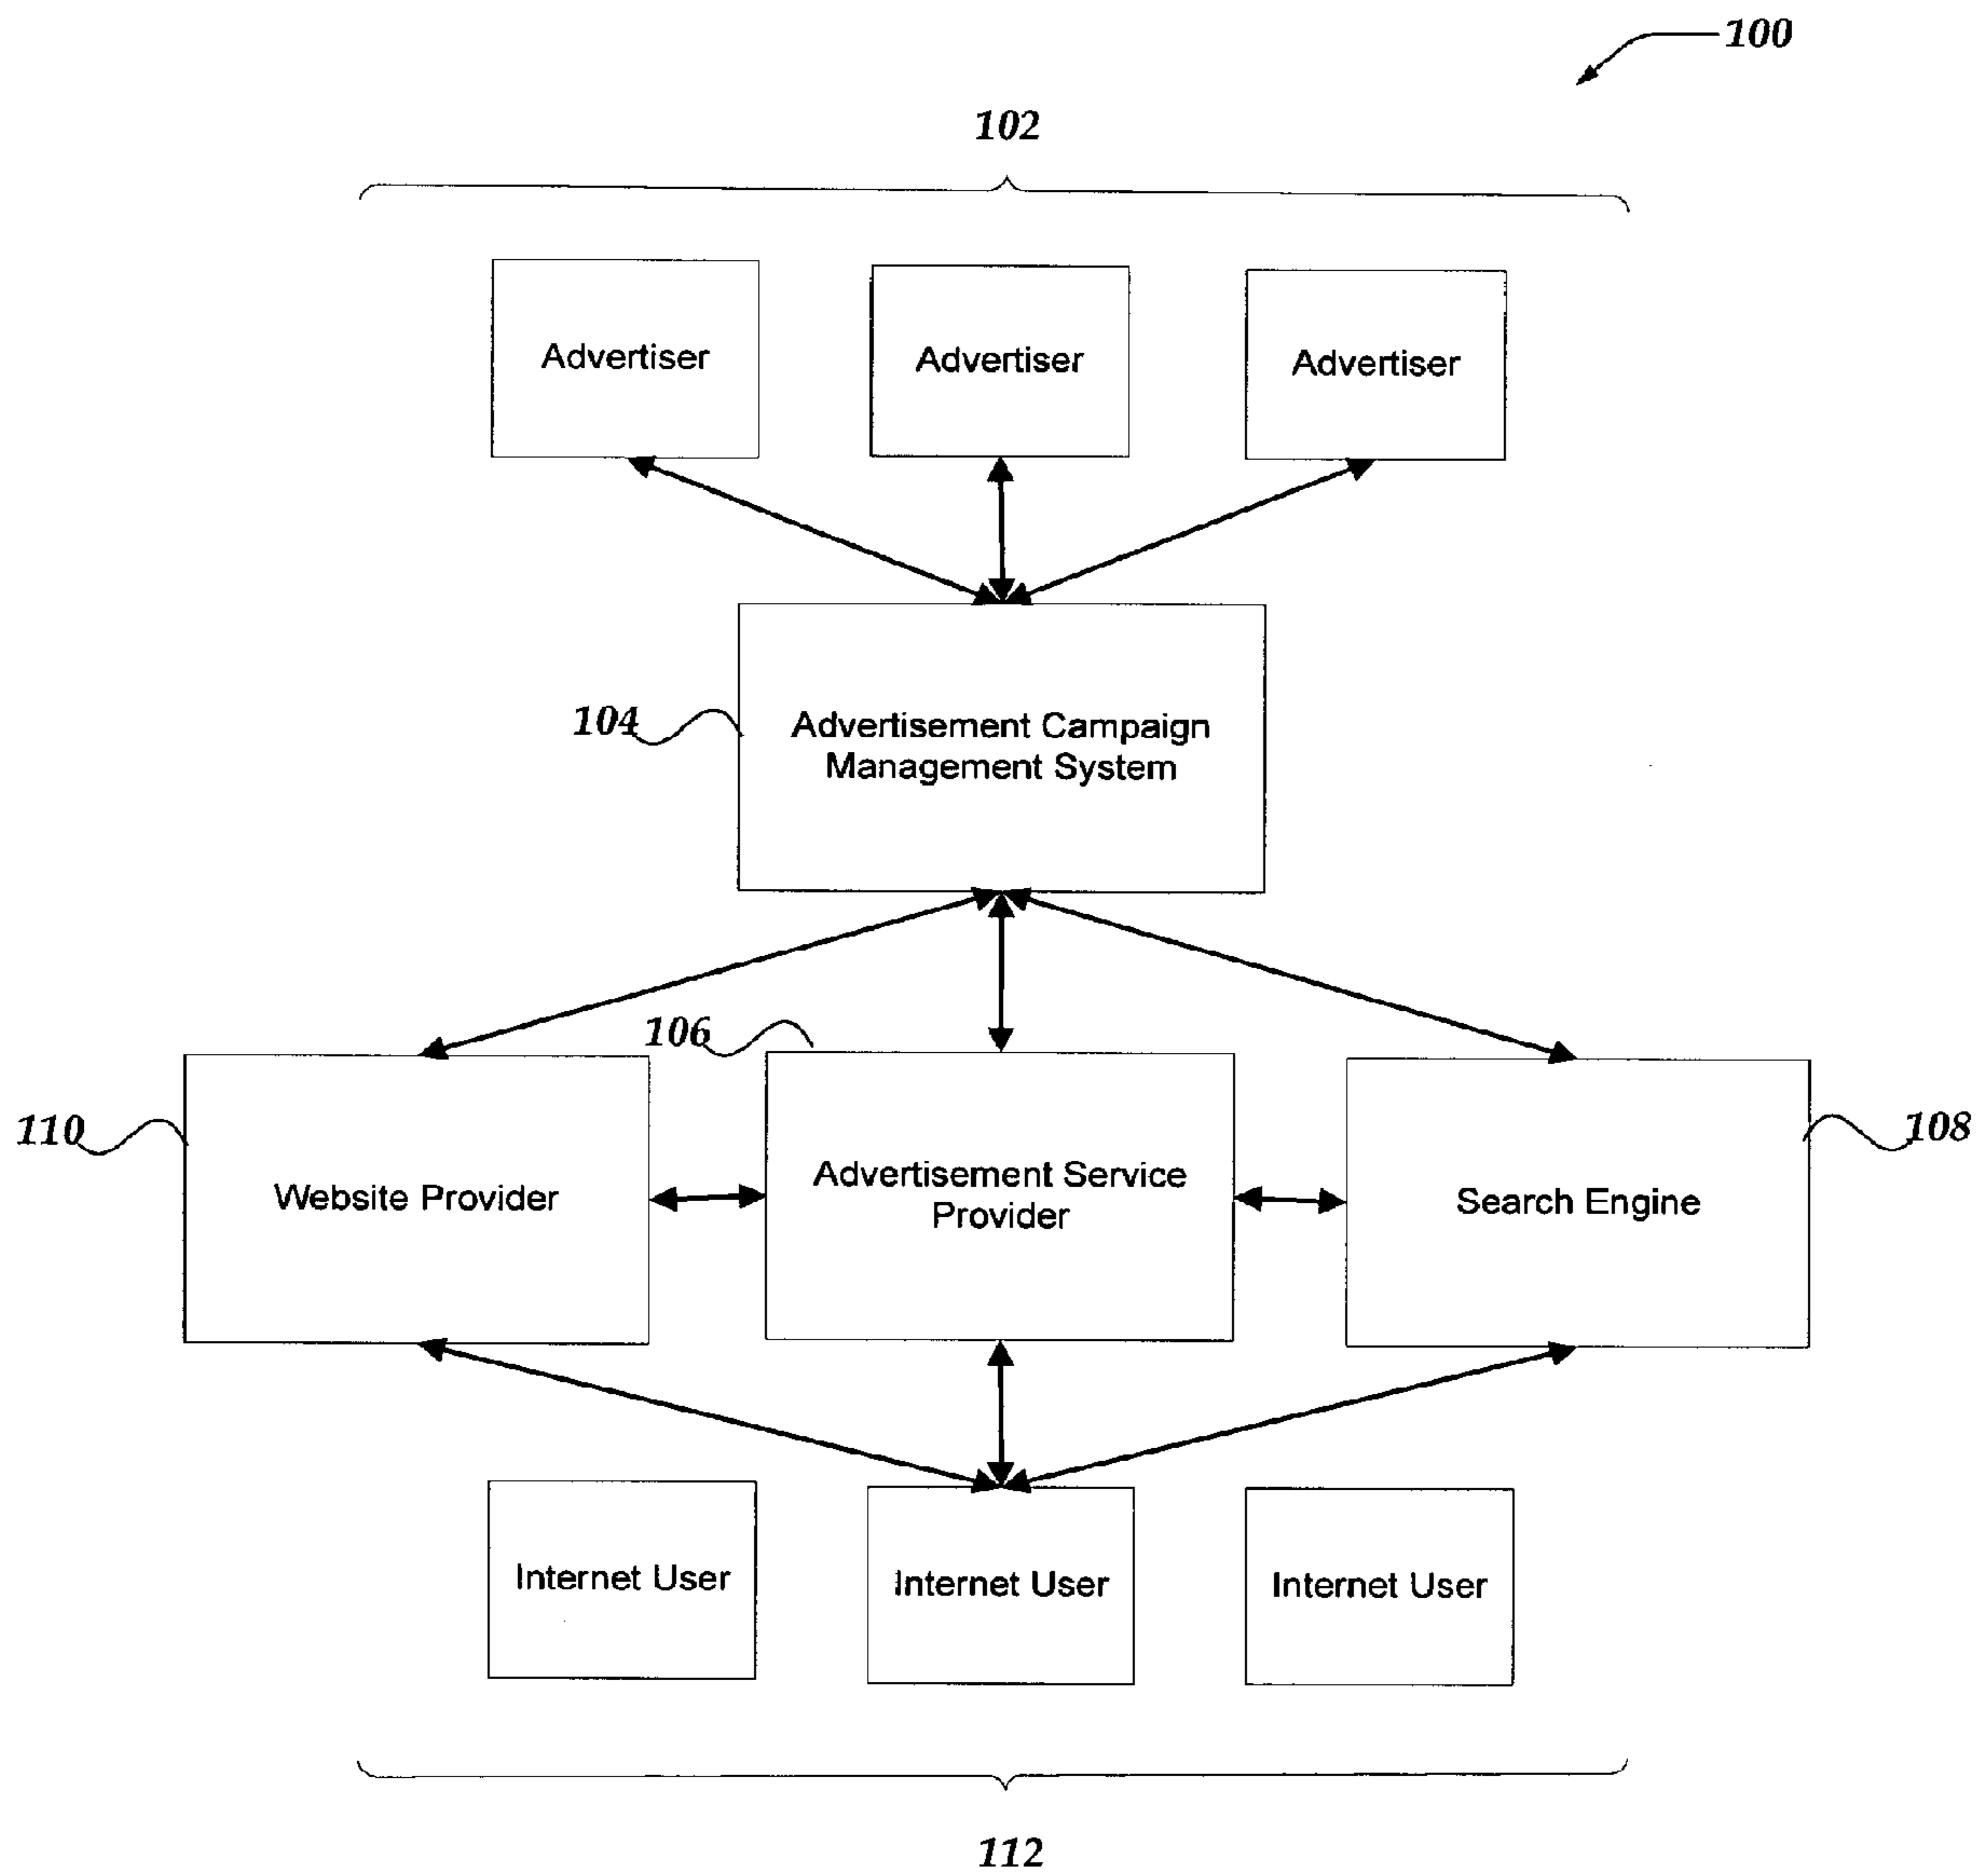 100
102
Advertiser
Advertiser
Advertiser
104
Advertisement Campaign
Management System
106
110
108
Website Provider
Advertisement Service
Provider
Search Engine
Internet User
Internet User
Internet User
112